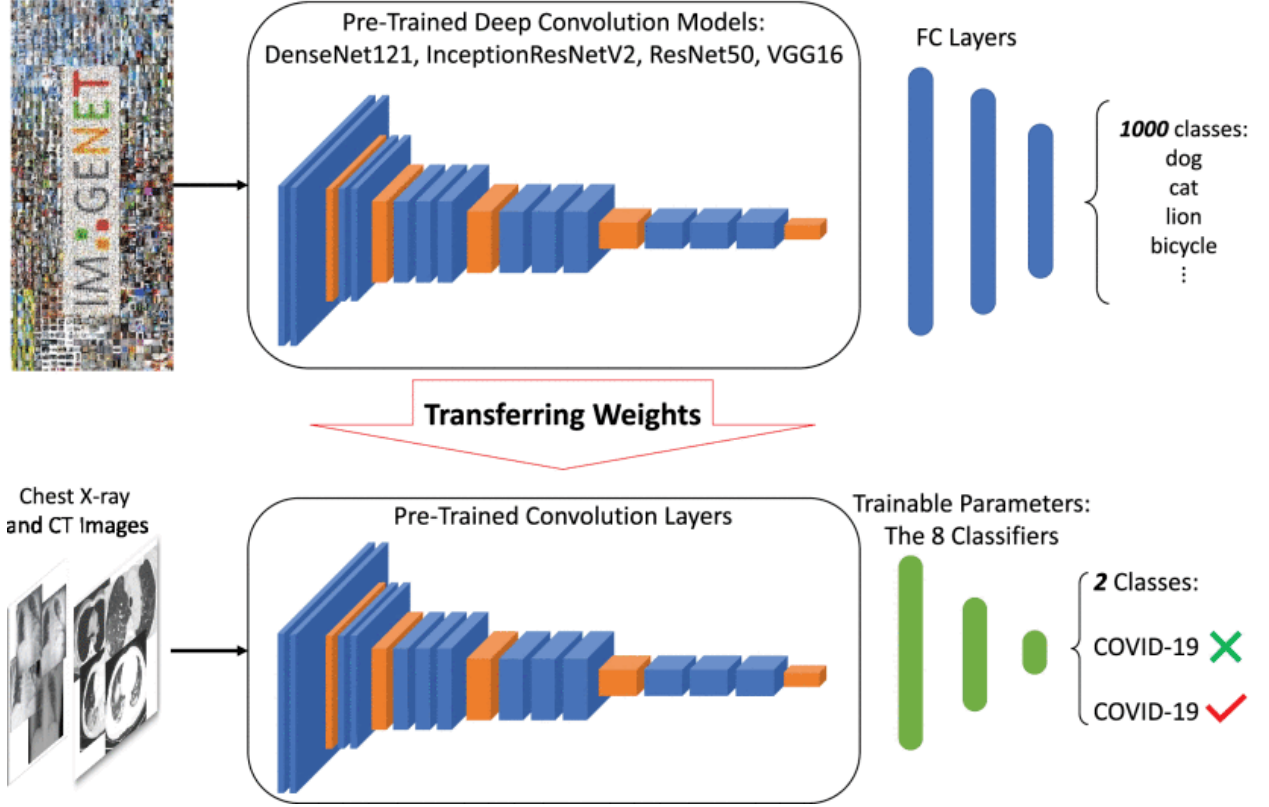 Pre-Trained Deep Convolution Models:
DenseNet121, InceptionResNetV2, ResNet50, VGG16
FC Layers
IM.GENET
1000 classes:
dog
cat
lion
bicycle
⋮
Transferring Weights
Chest X-ray
and CT Images
Pre-Trained Convolution Layers
Trainable Parameters:
The 8 Classifiers
2 Classes:
COVID-19
COVID-19